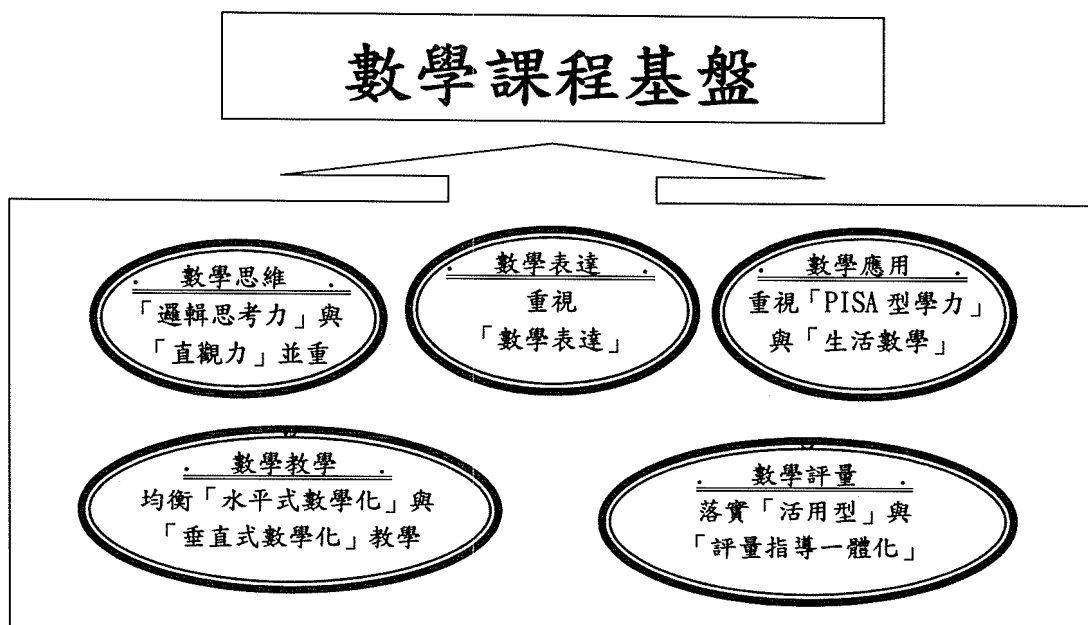 數學課程基盤
數學思維
「邏輯思考力」與
「直觀力」並重
數學表達
重視
「數學表達」
數學應用
重視「PISA 型學力」
與「生活數學」
數學教學
均衡「水平式數學化」與
「垂直式數學化」教學
數學評量
落實「活用型」與
「評量指導一體化」